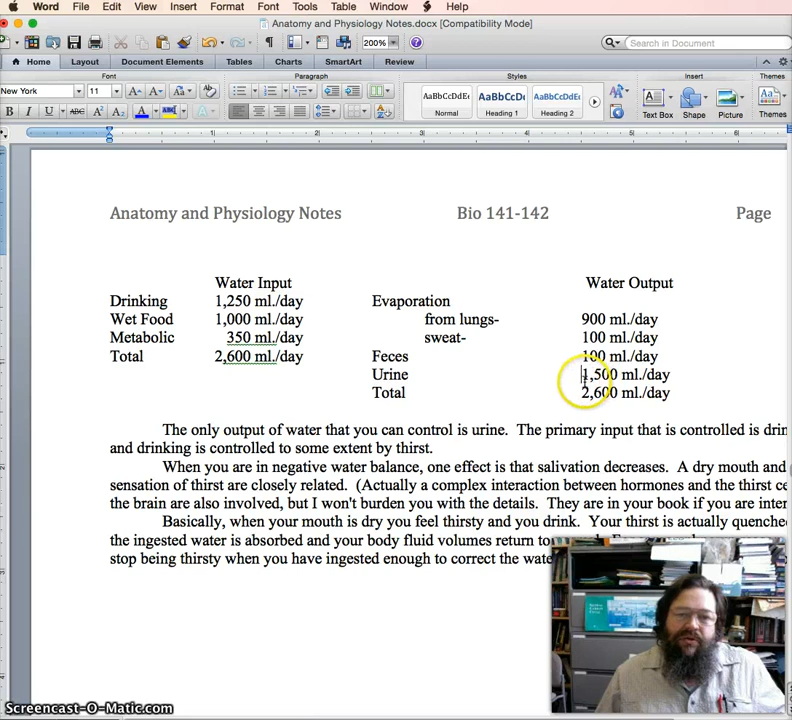 Word File Edit View Insert Format Font Tools Table Window Help
Anatomy and Physiology Notes.docx [Compatibility Mode]
200% Search in Document
Home Layout Document Elements Tables Charts SmartArt Review
Font Paragraph Styles Insert Themes
New York 11 AaBbCcDdE AaBbCcDc AaBbCcDdE
B I U ABC Normal Heading 1 Heading 2 Text Box Shape Picture Themes
1 2 3 4 5 6
Anatomy and Physiology Notes Bio 141-142 Page
Water Input Water Output
Drinking 1,250 ml./day Evaporation
Wet Food 1,000 ml./day from lungs- 900 ml./day
Metabolic 350 ml./day sweat- 100 ml./day
Total 2,600 ml./day Feces 100 ml./day
Urine 1,500 ml./day
Total 2,600 ml./day
The only output of water that you can control is urine. The primary input that is controlled is drin
and drinking is controlled to some extent by thirst.
When you are in negative water balance, one effect is that salivation decreases. A dry mouth and
sensation of thirst are closely related. (Actually a complex interaction between hormones and the thirst ce
the brain are also involved, but I won't burden you with the details. They are in your book if you are inter
Basically, when your mouth is dry you feel thirsty and you drink. Your thirst is actually quenche
the ingested water is absorbed and your body fluid volumes return to
stop being thirsty when you have ingested enough to correct the wate
Screencast-O-Matic.com